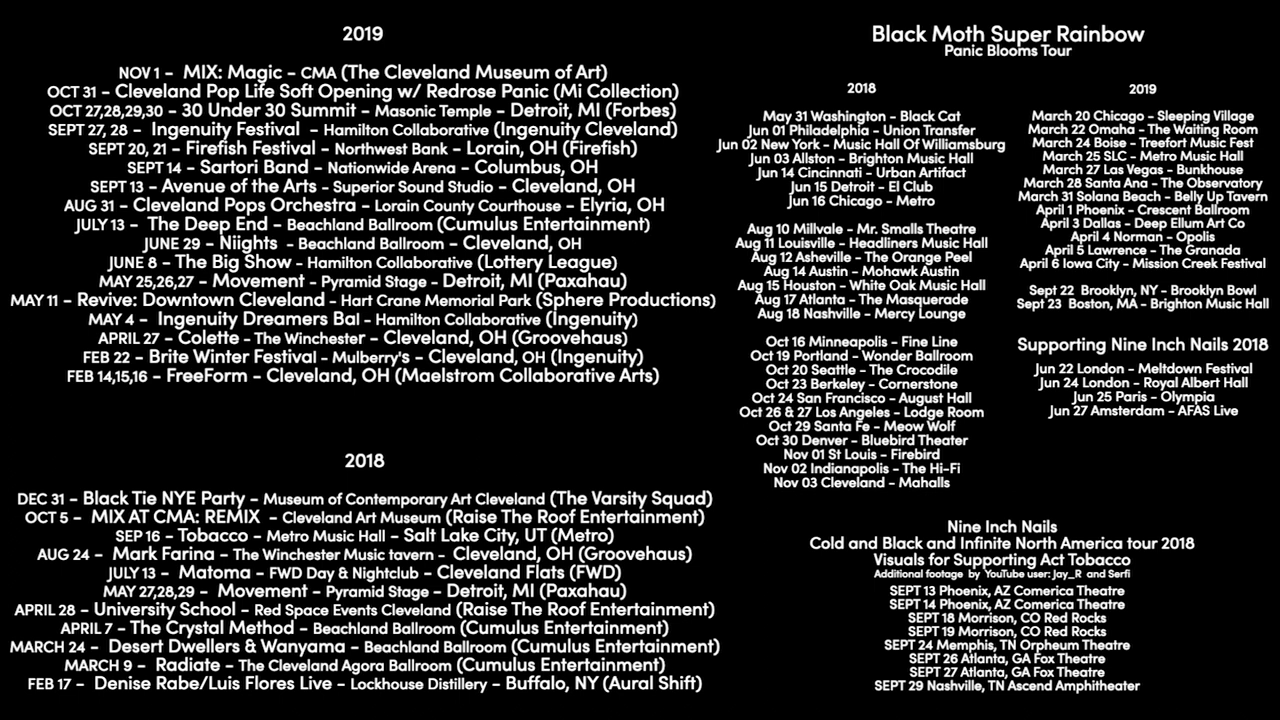 2019
NOV 1 - MIX: Magic - CMA (The Cleveland Museum of Art)
OCT 31 - Cleveland Pop Life Soft Opening w/ Redrose Panic (Mi Collection)
OCT 27,28,29,30 - 30 Under 30 Summit - Masonic Temple - Detroit, MI (Forbes)
SEPT 27, 28 - Ingenuity Festival - Hamilton Collaborative (Ingenuity Cleveland)
SEPT 20, 21 - Firefish Festival - Northwest Bank - Lorain, OH (Firefish)
SEPT 14 - Sartori Band - Nationwide Arena - Columbus, OH
SEPT 13 - Avenue of the Arts - Superior Sound Studio - Cleveland, OH
AUG 31 - Cleveland Pops Orchestra - Lorain County Courthouse - Elyria, OH
JULY 13 - The Deep End - Beachland Ballroom (Cumulus Entertainment)
JUNE 29 - Niights - Beachland Ballroom - Cleveland, OH
JUNE 8 - The Big Show - Hamilton Collaborative (Lottery League)
MAY 25,26,27 - Movement - Pyramid Stage - Detroit, MI (Paxahau)
MAY 11 - Revive: Downtown Cleveland - Hart Crane Memorial Park (Sphere Productions)
MAY 4 - Ingenuity Dreamers Bal - Hamilton Collaborative (Ingenuity)
APRIL 27 - Colette - The Winchester - Cleveland, OH (Groovehaus)
FEB 22 - Brite Winter Festival - Mulberry's - Cleveland, OH (Ingenuity)
FEB 14,15,16 - FreeForm - Cleveland, OH (Maelstrom Collaborative Arts)
2018
DEC 31 - Black Tie NYE Party - Museum of Contemporary Art Cleveland (The Varsity Squad)
OCT 5 - MIX AT CMA: REMIX - Cleveland Art Museum (Raise The Roof Entertainment)
SEP 16 - Tobacco - Metro Music Hall - Salt Lake City, UT (Metro)
AUG 24 - Mark Farina - The Winchester Music tavern - Cleveland, OH (Groovehaus)
JULY 13 - Matoma - FWD Day & Nightclub - Cleveland Flats (FWD)
MAY 27,28,29 - Movement - Pyramid Stage - Detroit, MI (Paxahau)
APRIL 28 - University School - Red Space Events Cleveland (Raise The Roof Entertainment)
APRIL 7 - The Crystal Method - Beachland Ballroom (Cumulus Entertainment)
MARCH 24 - Desert Dwellers & Wanyama - Beachland Ballroom (Cumulus Entertainment)
MARCH 9 - Radiate - The Cleveland Agora Ballroom (Cumulus Entertainment)
FEB 17 - Denise Rabe/Luis Flores Live - Lockhouse Distillery - Buffalo, NY (Aural Shift)
Black Moth Super Rainbow
Panic Blooms Tour
2018
May 31 Washington - Black Cat
Jun 01 Philadelphia - Union Transfer
Jun 02 New York - Music Hall Of Williamsburg
Jun 03 Allston - Brighton Music Hall
Jun 14 Cincinnati - Urban Artifact
Jun 15 Detroit - El Club
Jun 16 Chicago - Metro
Aug 10 Millvale - Mr. Smalls Theatre
Aug 11 Louisville - Headliners Music Hall
Aug 12 Asheville - The Orange Peel
Aug 14 Austin - Mohawk Austin
Aug 15 Houston - White Oak Music Hall
Aug 17 Atlanta - The Masquerade
Aug 18 Nashville - Mercy Lounge
Oct 16 Minneapolis - Fine Line
Oct 19 Portland - Wonder Ballroom
Oct 20 Seattle - The Crocodile
Oct 23 Berkeley - Cornerstone
Oct 24 San Francisco - August Hall
Oct 26 & 27 Los Angeles - Lodge Room
Oct 29 Santa Fe - Meow Wolf
Oct 30 Denver - Bluebird Theater
Nov 01 St Louis - Firebird
Nov 02 Indianapolis - The Hi-Fi
Nov 03 Cleveland - Mahalls
2019
March 20 Chicago - Sleeping Village
March 22 Omaha - The Waiting Room
March 24 Boise - Treefort Music Fest
March 25 SLC - Metro Music Hall
March 27 Las Vegas - Bunkhouse
March 28 Santa Ana - The Observatory
March 31 Solana Beach - Belly Up Tavern
April 1 Phoenix - Crescent Ballroom
April 3 Dallas - Deep Ellum Art Co
April 4 Norman - Opolis
April 5 Lawrence - The Granada
April 6 Iowa City - Mission Creek Festival
Sept 22 Brooklyn, NY - Brooklyn Bowl
Sept 23 Boston, MA - Brighton Music Hall
Supporting Nine Inch Nails 2018
Jun 22 London - Meltdown Festival
Jun 24 London - Royal Albert Hall
Jun 25 Paris - Olympia
Jun 27 Amsterdam - AFAS Live
Nine Inch Nails
Cold and Black and Infinite North America tour 2018
Visuals for Supporting Act Tobacco
Additional footage by YouTube user: Jay_R and Serfi
SEPT 13 Phoenix, AZ Comerica Theatre
SEPT 14 Phoenix, AZ Comerica Theatre
SEPT 18 Morrison, CO Red Rocks
SEPT 19 Morrison, CO Red Rocks
SEPT 24 Memphis, TN Orpheum Theatre
SEPT 26 Atlanta, GA Fox Theatre
SEPT 27 Atlanta, GA Fox Theatre
SEPT 29 Nashville, TN Ascend Amphitheater